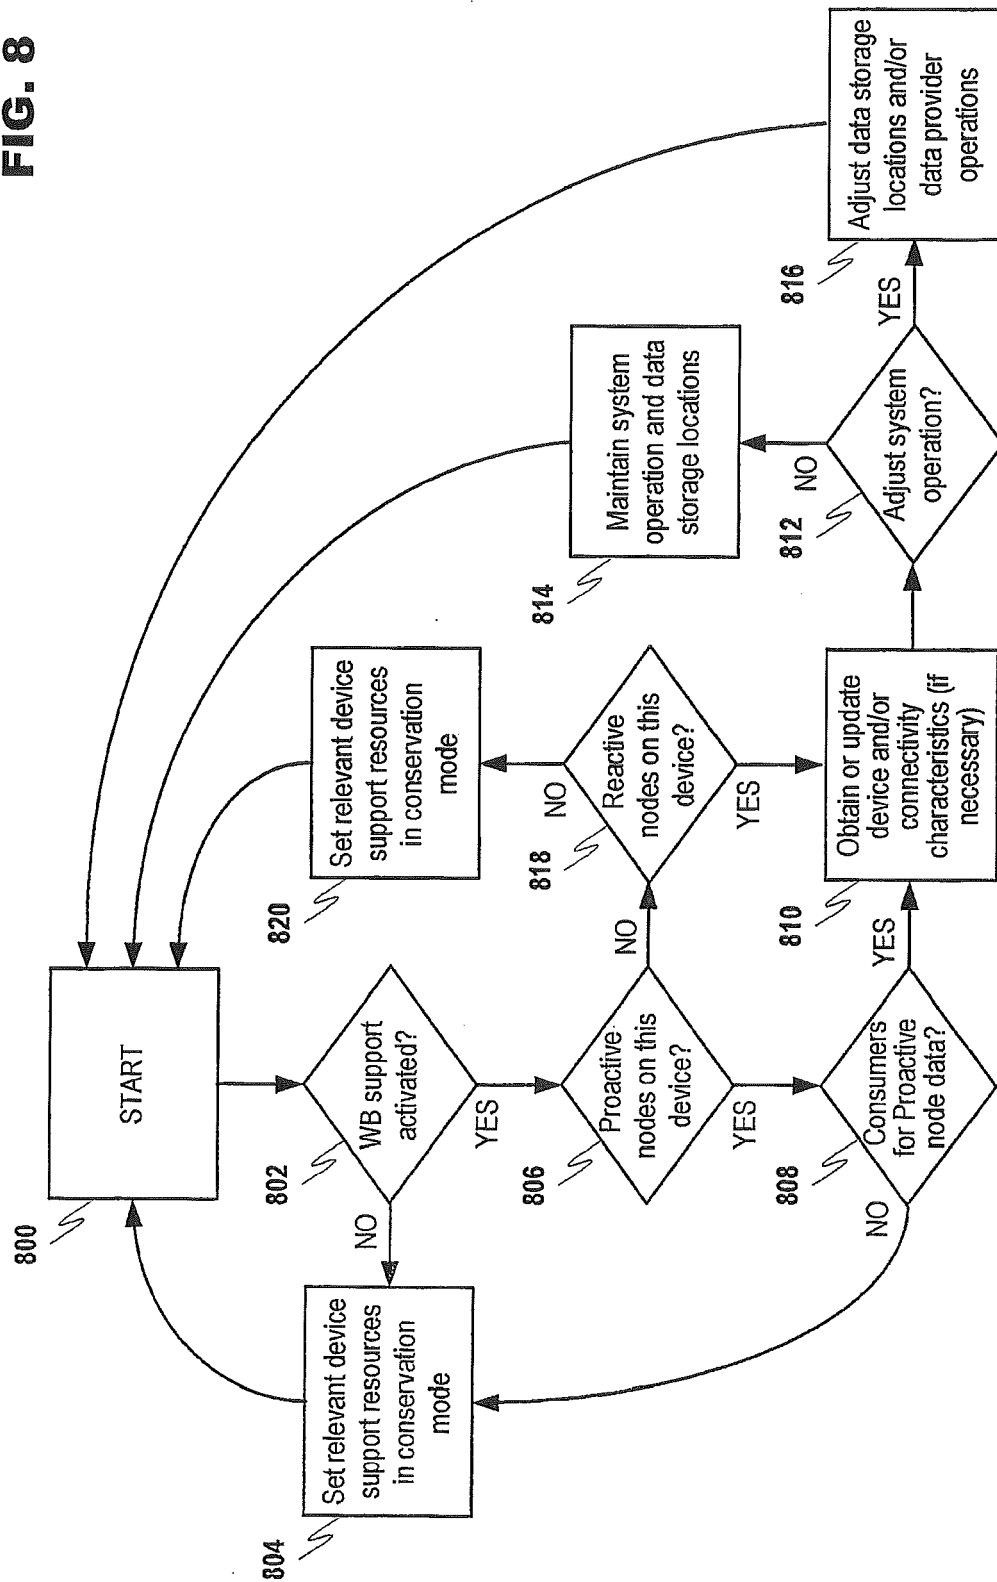 FIG. 8
800
START
802
WB support
activated?
NO
YES
804
Set relevant device
support resources
in conservation
mode
806
Proactive
nodes on this
device?
NO
YES
808
Consumers
for Proactive
node data?
NO
YES
818
Reactive
nodes on this
device?
NO
YES
820
Set relevant device
support resources
in conservation
mode
810
Obtain or update
device and/or
connectivity
characteristics (if
necessary)
812
Adjust system
operation?
NO
YES
814
Maintain system
operation and data
storage locations
816
Adjust data storage
locations and/or
data provider
operations